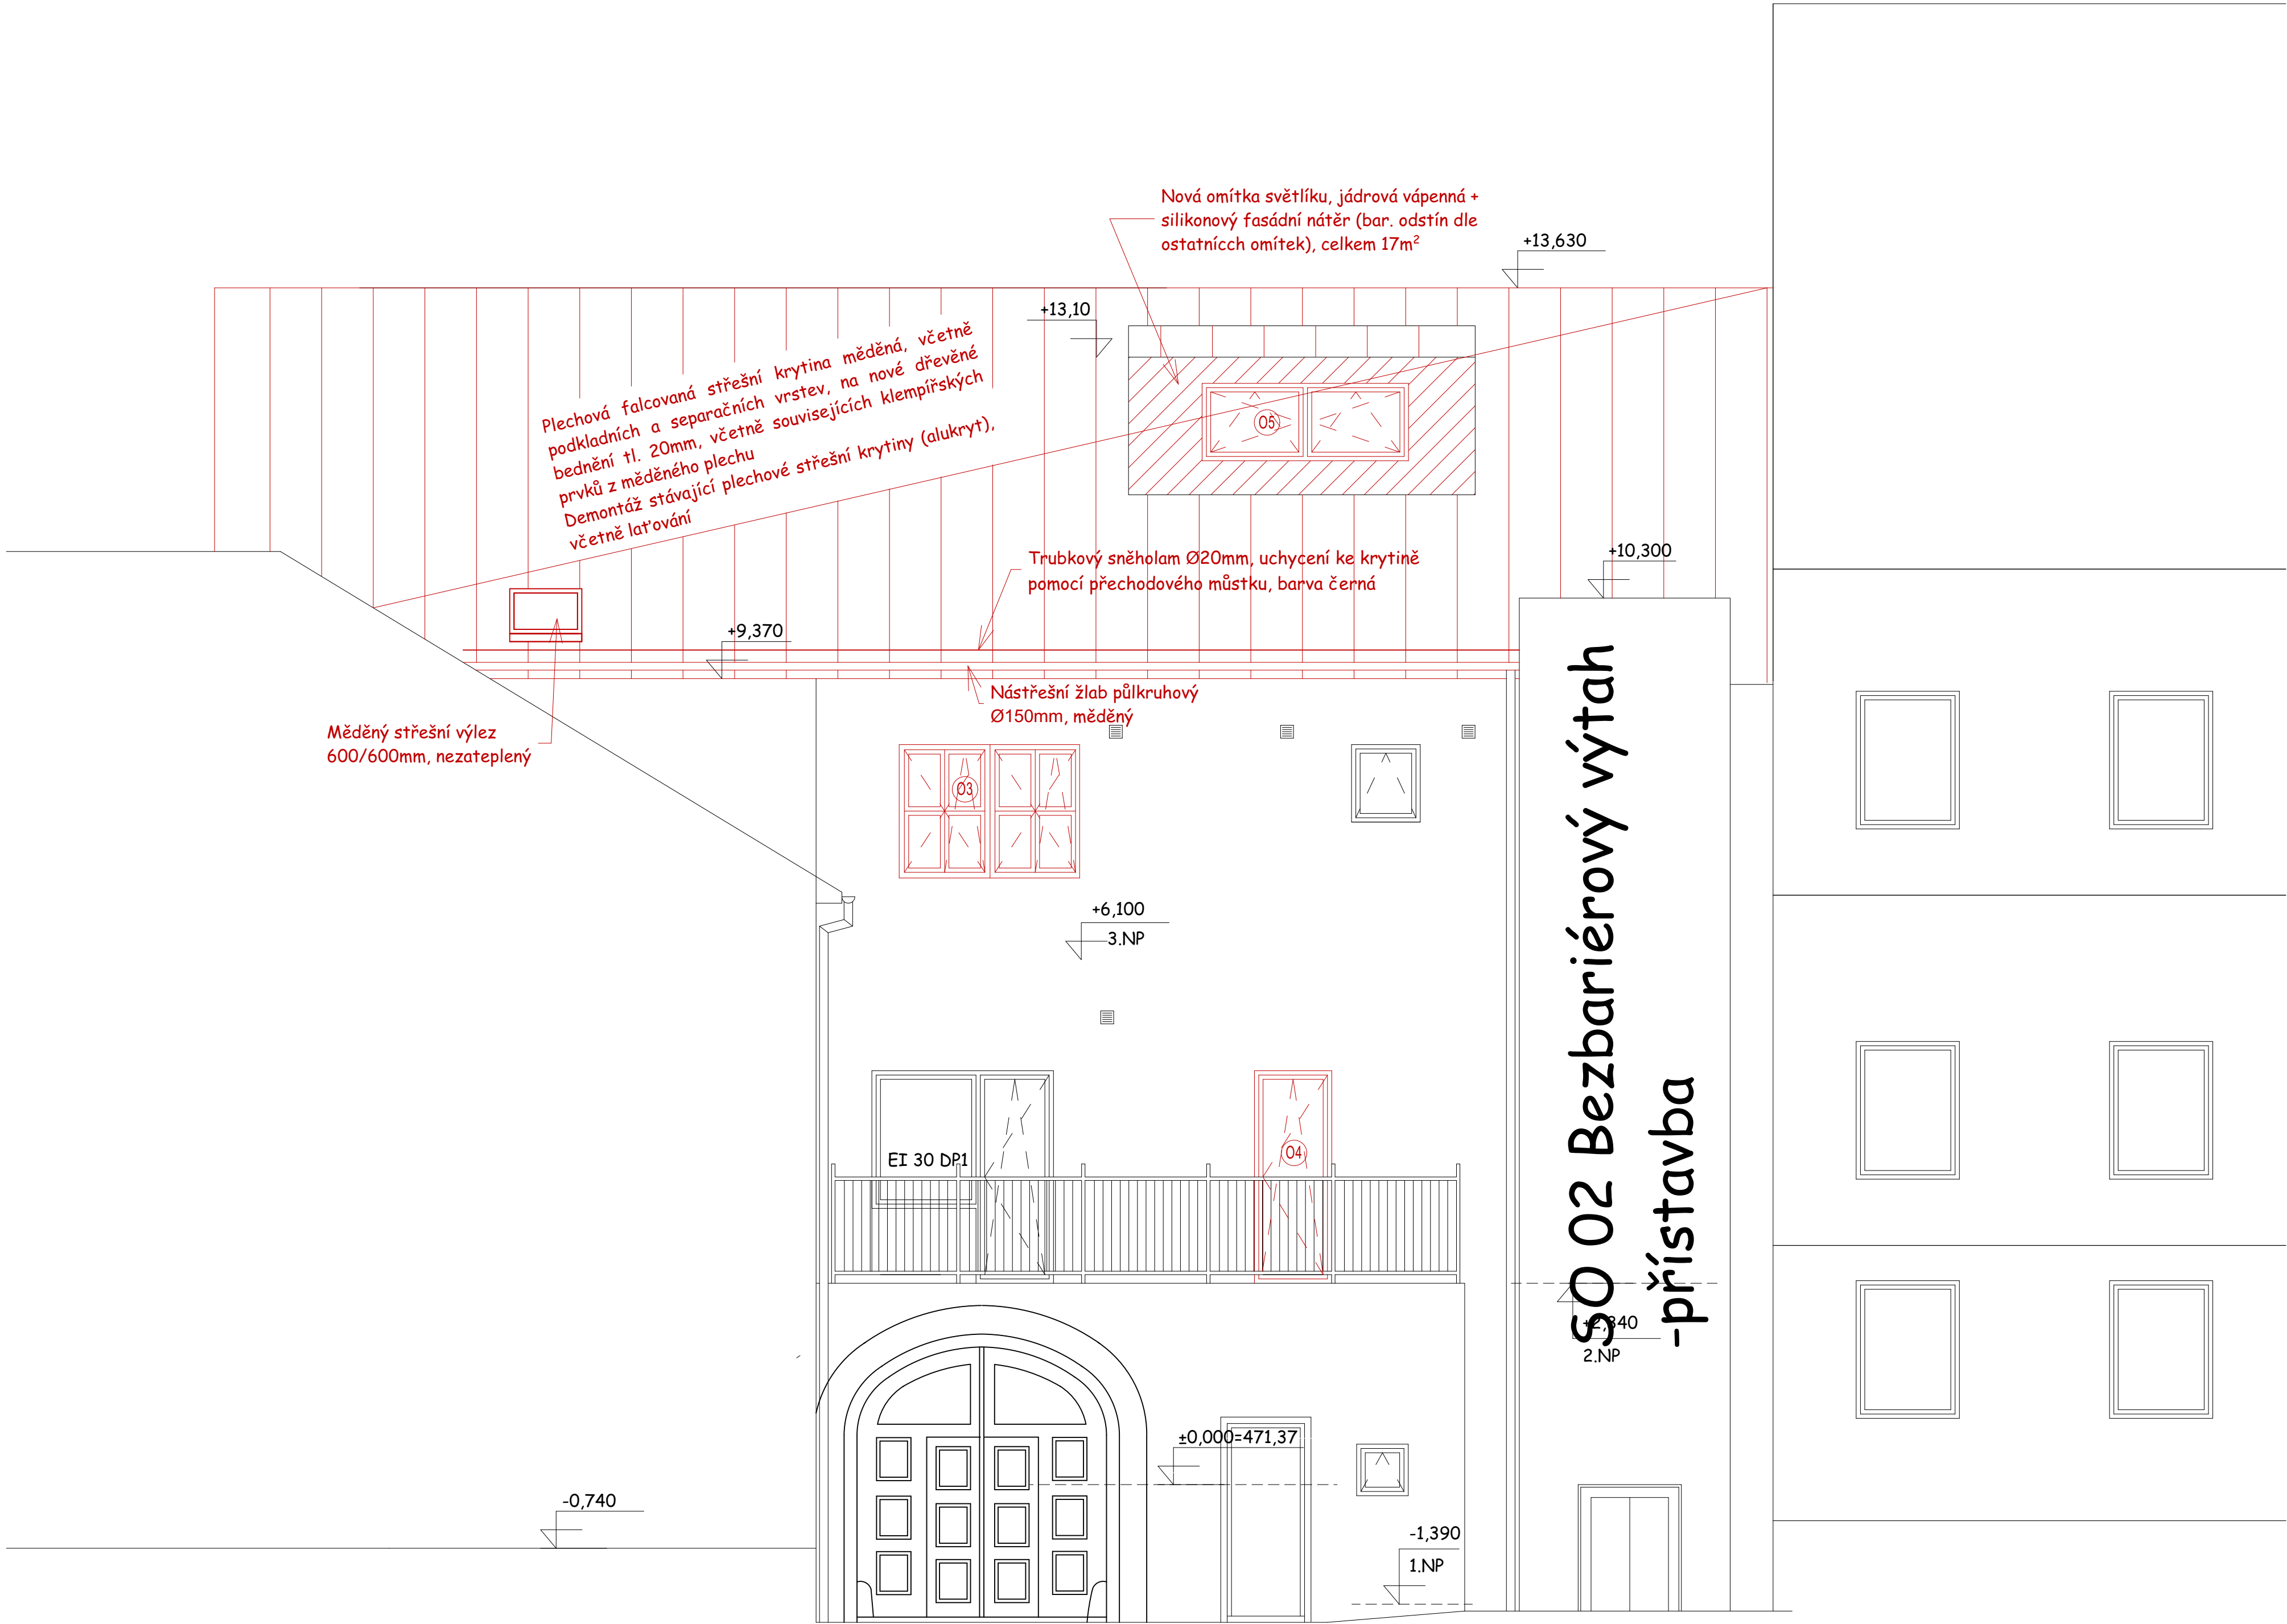 Nová omítka světlíku, jádrová vápenná +
silikonový fasádní nátěr (bar. odstín dle
ostatnícch omítek), celkem 17m²
+13,630
+13,10
Plechová falcovaná střešní krytina měděná, včetně
podkladních a separačních vrstev, na nové dřevěné
bednění tl. 20mm, včetně souvisejících klempířských
prvků z měděného plechu
Demontáž stávající plechové střešní krytiny (alukryt),
včetně laťování
O5
Trubkový sněholam Ø20mm, uchycení ke krytině
pomocí přechodového můstku, barva černá
+10,300
+9,370
Nástřešní žlab půlkruhový
Ø150mm, měděný
Měděný střešní výlez
600/600mm, nezateplený
O3
SO 02 Bezbariérový výtah
-přístavba
+6,100
3.NP
EI 30 DP1
O4
+2,840
2.NP
±0,000=471,37
-0,740
-1,390
1.NP